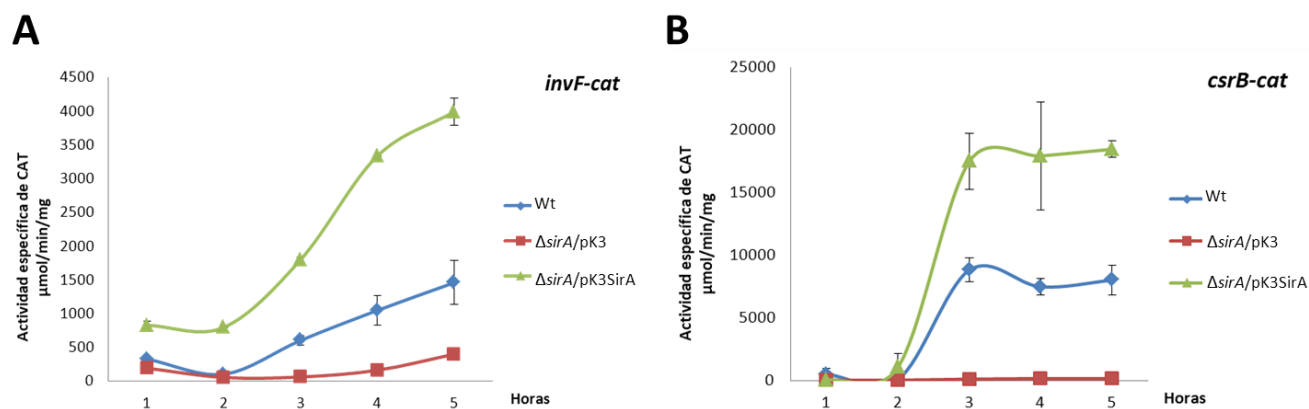 A
Actividad específica de CAT
µmol/min/mg
4500
4000
3500
3000
2500
2000
1500
1000
500
0
1 2 3 4 5 Horas
invF-cat
Wt
ΔsirA/pK3
ΔsirA/pK3SirA
B
Actividad específica de CAT
µmol/min/mg
25000
20000
15000
10000
5000
0
1 2 3 4 5 Horas
csrB-cat
Wt
ΔsirA/pK3
ΔsirA/pK3SirA